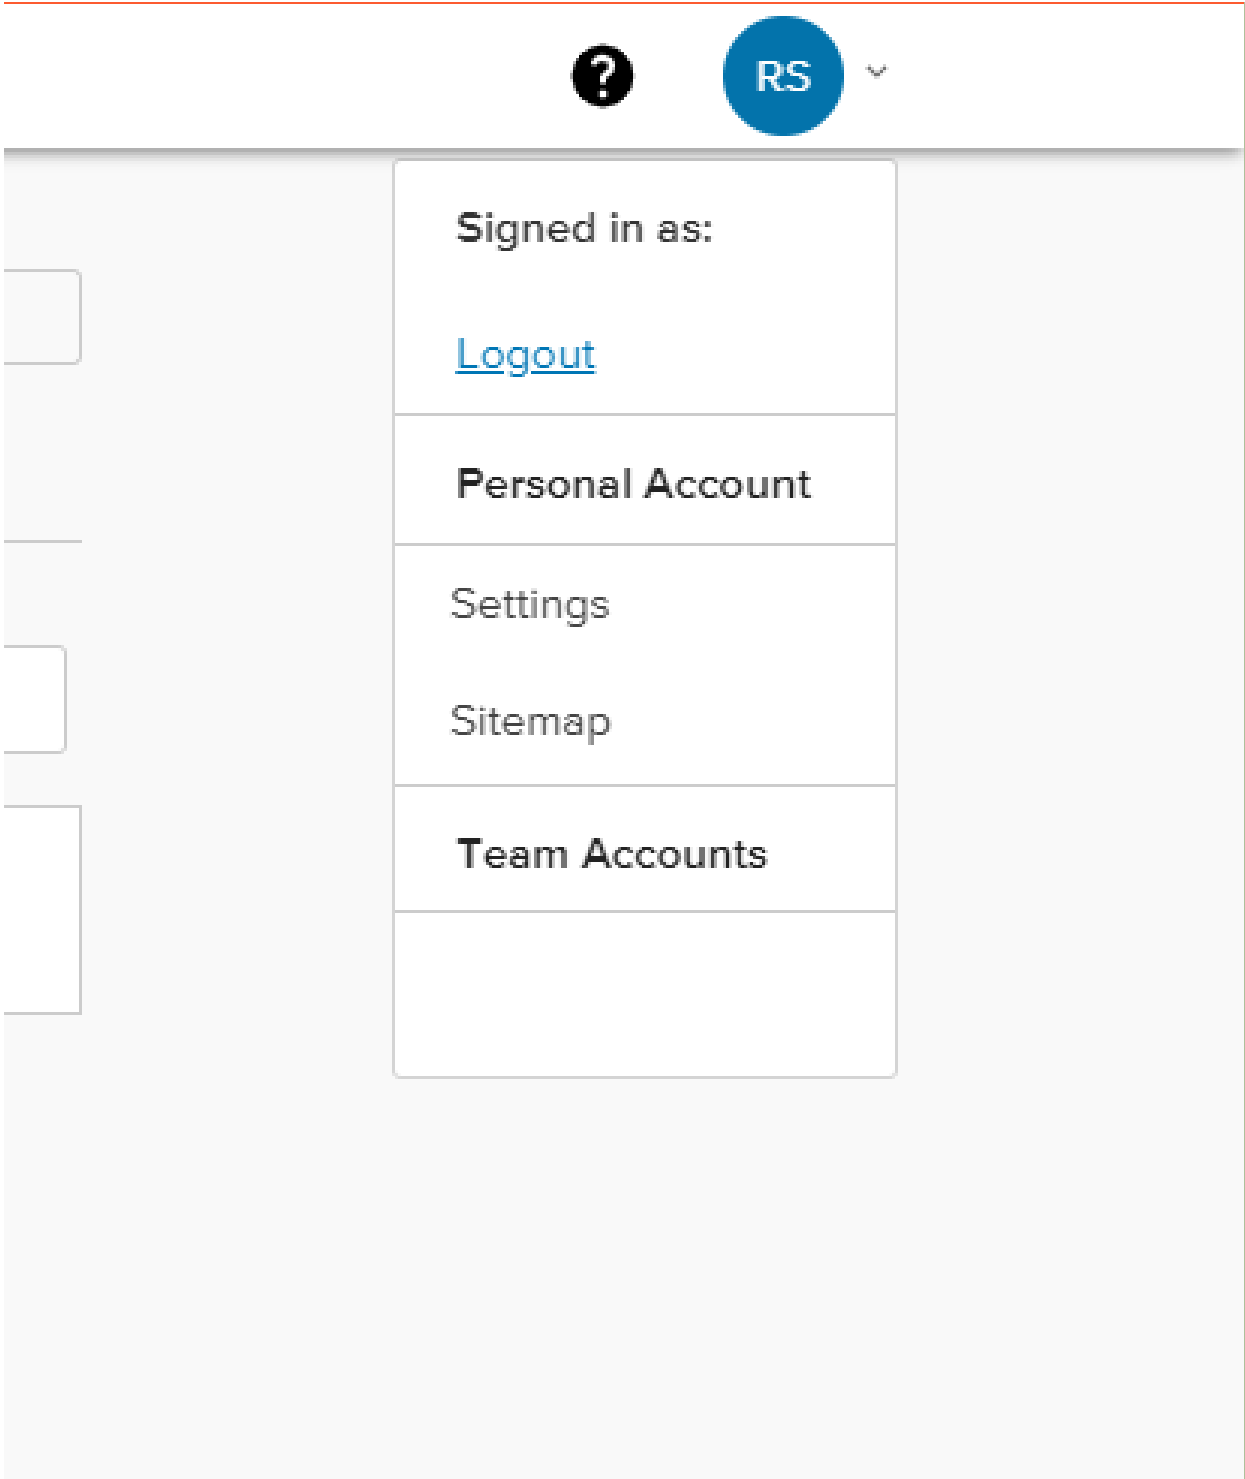 ?
RS
Signed in as:
Logout
Personal Account
Settings
Sitemap
Team Accounts